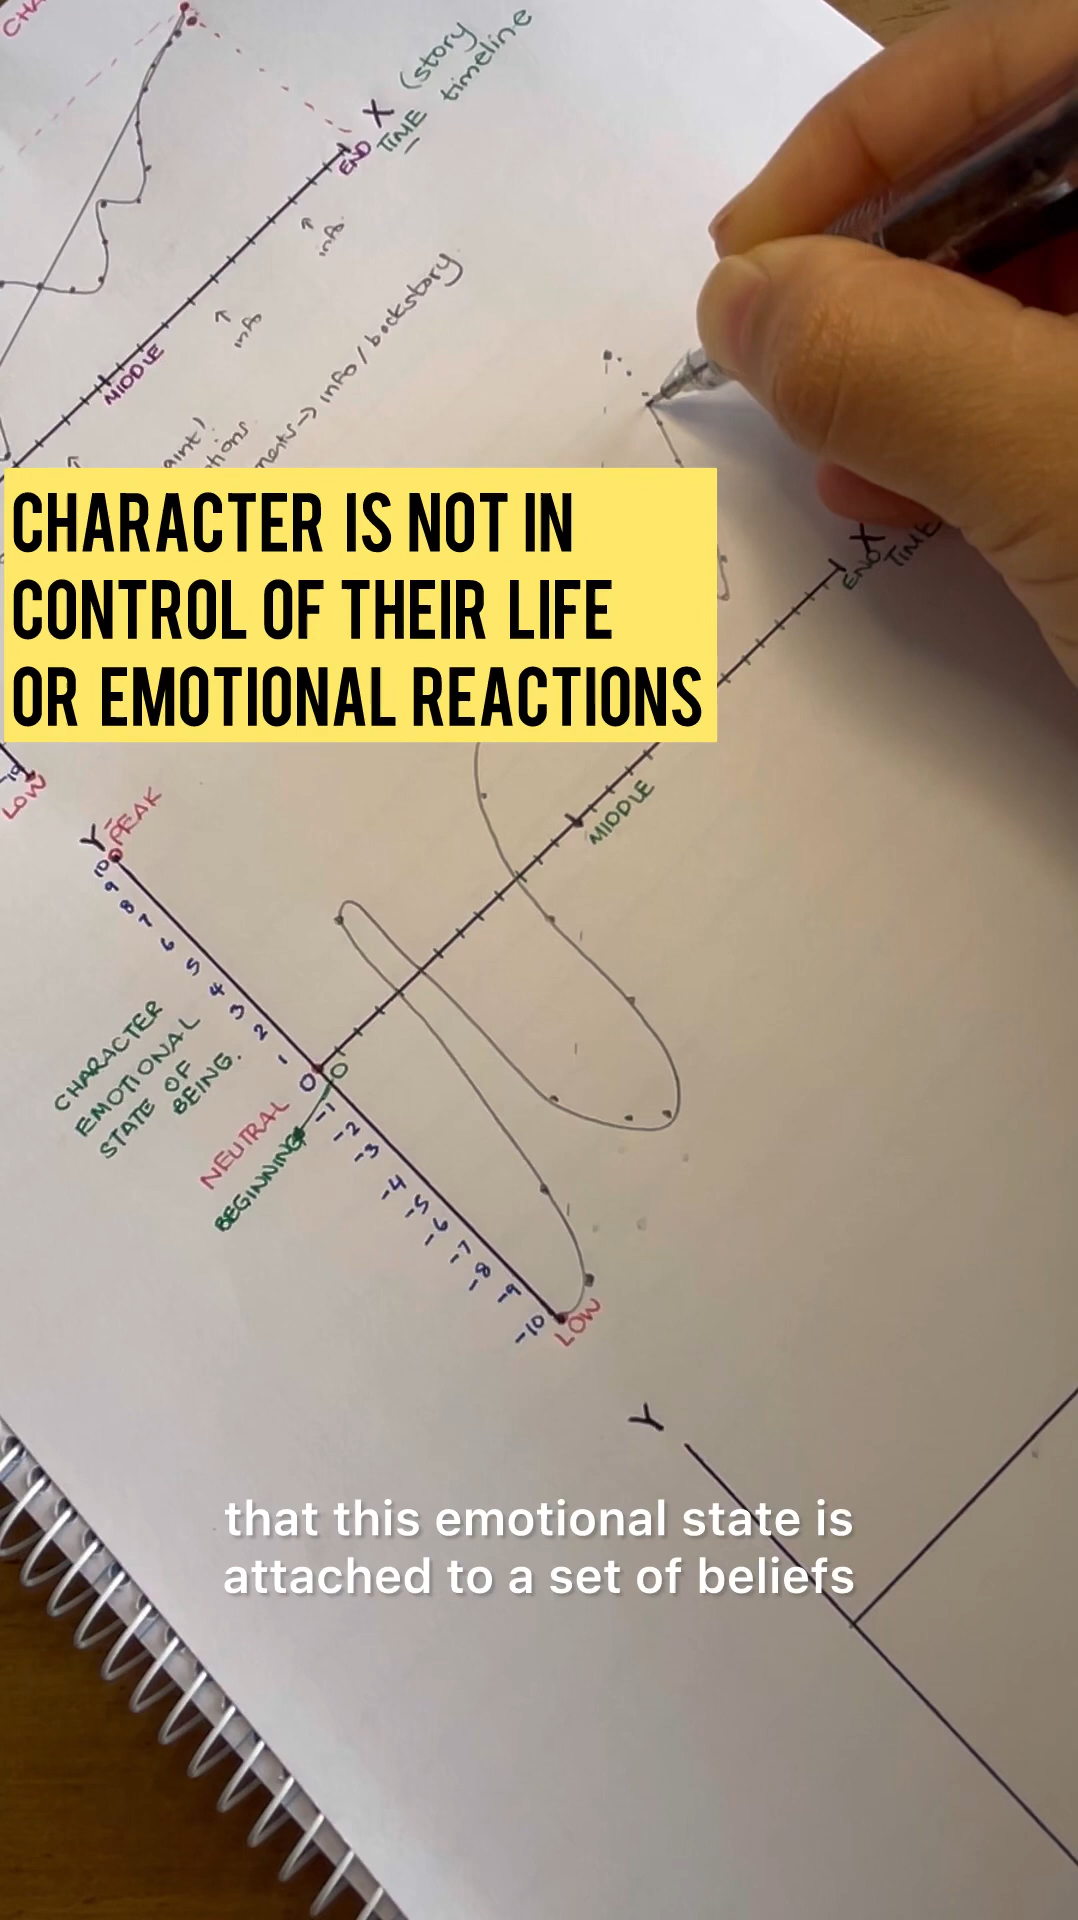 CHA
X (story
TIME timeline
END
info.
info
MIDDLE
info / backstory
CHARACTER IS NOT IN
CONTROL OF THEIR LIFE
OR EMOTIONAL REACTIONS
X
END TIME
MIDDLE
LOW
Y PEAK
10
9
8
7
6
5
4
3
2
1
0
0
-1
-2
-3
-4
-5
-6
-7
-8
-9
-10
LOW
CHARACTER
EMOTIONAL
STATE OF
BEING.
NEUTRAL
BEGINNING
Y
that this emotional state is
attached to a set of beliefs